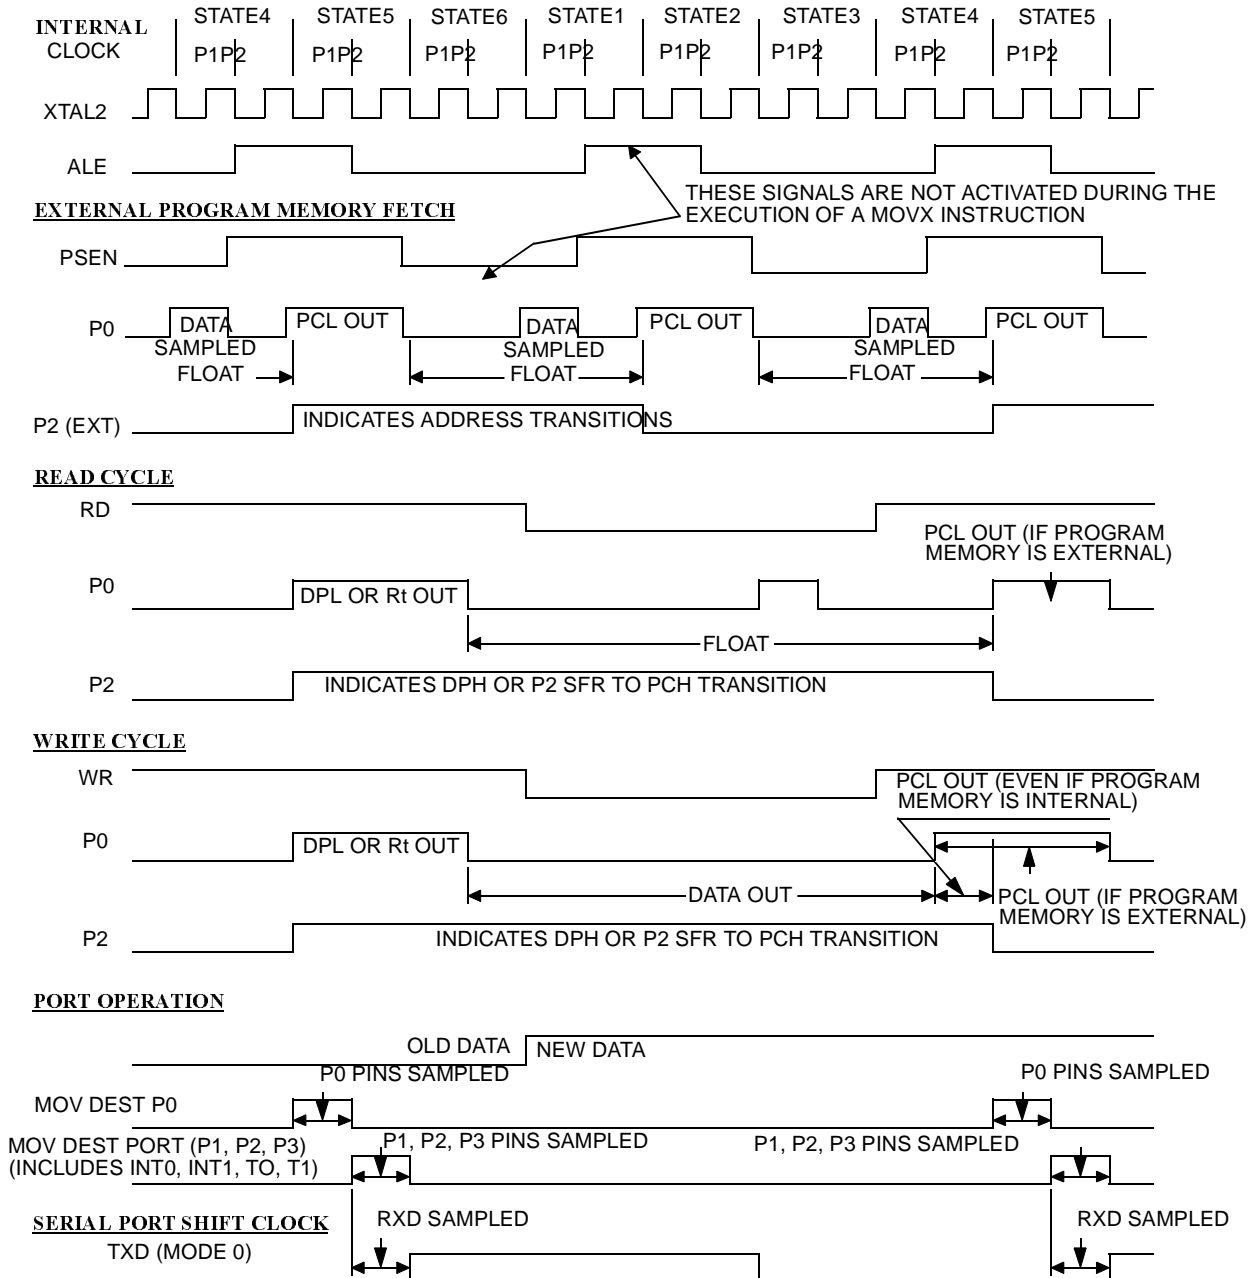 INTERNAL CLOCK
STATE4 STATE5 STATE6 STATE1 STATE2 STATE3 STATE4 STATE5
P1P2 P1P2 P1P2 P1P2 P1P2 P1P2 P1P2 P1P2
XTAL2
ALE
THESE SIGNALS ARE NOT ACTIVATED DURING THE
EXECUTION OF A MOVX INSTRUCTION
EXTERNAL PROGRAM MEMORY FETCH
PSEN
P0
DATA SAMPLED
PCL OUT
DATA SAMPLED
PCL OUT
DATA SAMPLED
PCL OUT
FLOAT FLOAT FLOAT
P2 (EXT)
INDICATES ADDRESS TRANSITIONS
READ CYCLE
RD
PCL OUT (IF PROGRAM
MEMORY IS EXTERNAL)
P0
DPL OR Rt OUT
FLOAT
P2
INDICATES DPH OR P2 SFR TO PCH TRANSITION
WRITE CYCLE
WR
PCL OUT (EVEN IF PROGRAM
MEMORY IS INTERNAL)
P0
DPL OR Rt OUT
DATA OUT
PCL OUT (IF PROGRAM
MEMORY IS EXTERNAL)
P2
INDICATES DPH OR P2 SFR TO PCH TRANSITION
PORT OPERATION
OLD DATA NEW DATA
P0 PINS SAMPLED P0 PINS SAMPLED
MOV DEST P0
MOV DEST PORT (P1, P2, P3)
(INCLUDES INT0, INT1, TO, T1)
P1, P2, P3 PINS SAMPLED P1, P2, P3 PINS SAMPLED
SERIAL PORT SHIFT CLOCK
RXD SAMPLED RXD SAMPLED
TXD (MODE 0)